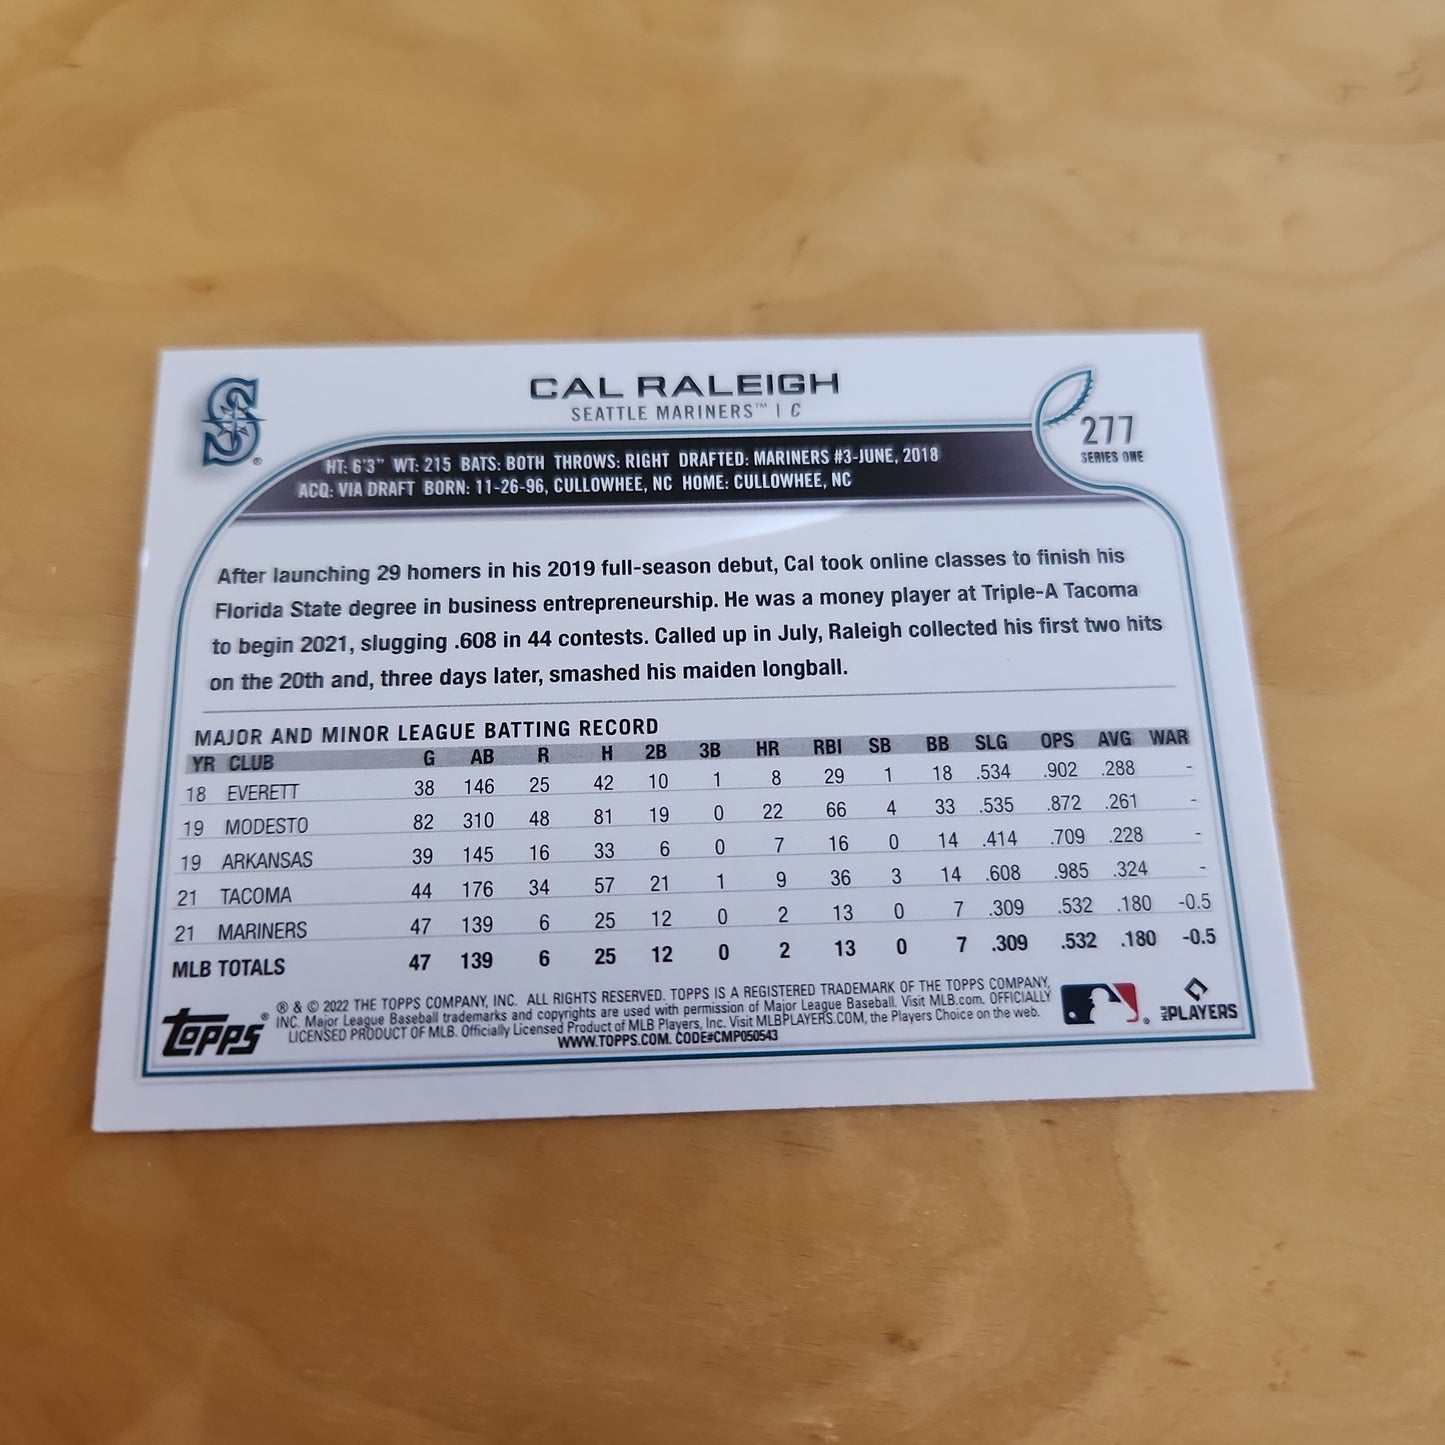 S
CAL RALEIGH
SEATTLE MARINERS™ | C
277
SERIES ONE
HT: 6'3" WT: 215 BATS: BOTH THROWS: RIGHT DRAFTED: MARINERS #3-JUNE, 2018
ACQ: VIA DRAFT BORN: 11-26-96, CULLOWHEE, NC HOME: CULLOWHEE, NC
After launching 29 homers in his 2019 full-season debut, Cal took online classes to finish his
Florida State degree in business entrepreneurship. He was a money player at Triple-A Tacoma
to begin 2021, slugging .608 in 44 contests. Called up in July, Raleigh collected his first two hits
on the 20th and, three days later, smashed his maiden longball.
MAJOR AND MINOR LEAGUE BATTING RECORD
YR CLUB G AB R H 2B 3B HR RBI SB BB SLG OPS AVG WAR
18 EVERETT 38 146 25 42 10 1 8 29 1 18 .534 .902 .288 -
19 MODESTO 82 310 48 81 19 0 22 66 4 33 .535 .872 .261 -
19 ARKANSAS 39 145 16 33 6 0 7 16 0 14 .414 .709 .228 -
21 TACOMA 44 176 34 57 21 1 9 36 3 14 .608 .985 .324 -
21 MARINERS 47 139 6 25 12 0 2 13 0 7 .309 .532 .180 -0.5
MLB TOTALS 47 139 6 25 12 0 2 13 0 7 .309 .532 .180 -0.5
Topps®
® & © 2022 THE TOPPS COMPANY, INC. ALL RIGHTS RESERVED. TOPPS IS A REGISTERED TRADEMARK OF THE TOPPS COMPANY,
INC. Major League Baseball trademarks and copyrights are used with permission of Major League Baseball. Visit MLB.com. OFFICIALLY
LICENSED PRODUCT OF MLB. Officially Licensed Product of MLB Players, Inc. Visit MLBPLAYERS.COM, the Players Choice on the web.
WWW.TOPPS.COM. CODE#CMP050543
MLB PLAYERS